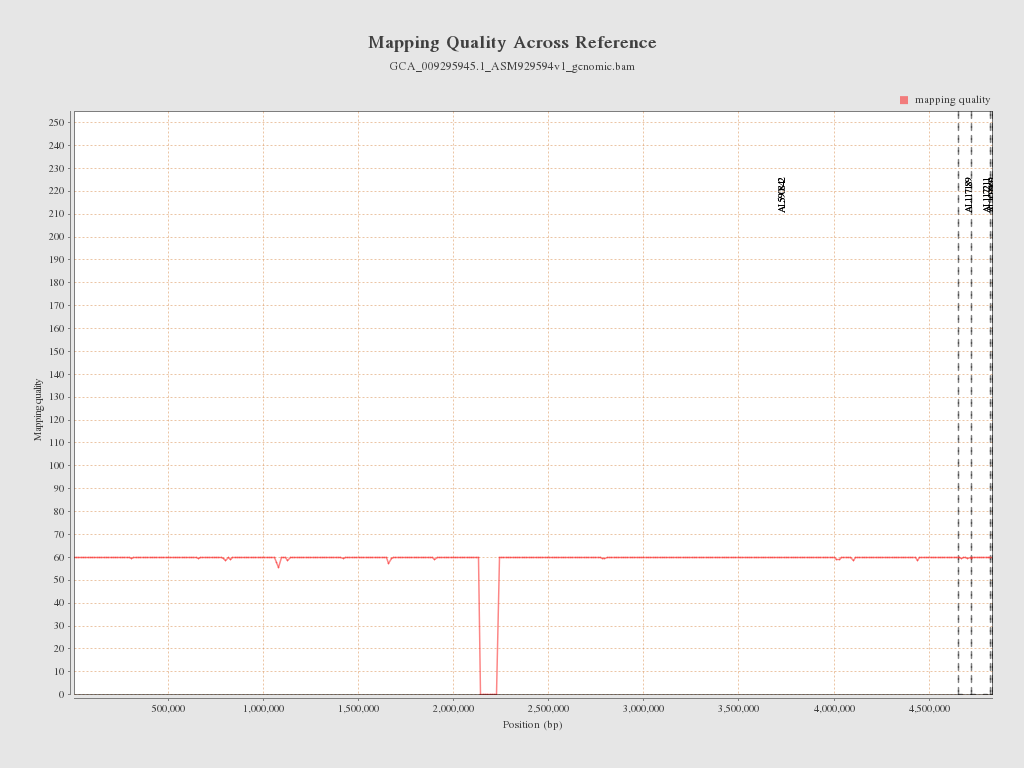 Mapping Quality Across Reference
GCA_009295945.1_ASM929594v1_genomic.bam
mapping quality
250
240
230
220
210
200
190
180
170
160
150
140
130
120
110
100
90
80
70
60
50
40
30
20
10
0
Mapping quality
AL590842
AL117189
AL117211
500,000 1,000,000 1,500,000 2,000,000 2,500,000 3,000,000 3,500,000 4,000,000 4,500,000
Position (bp)